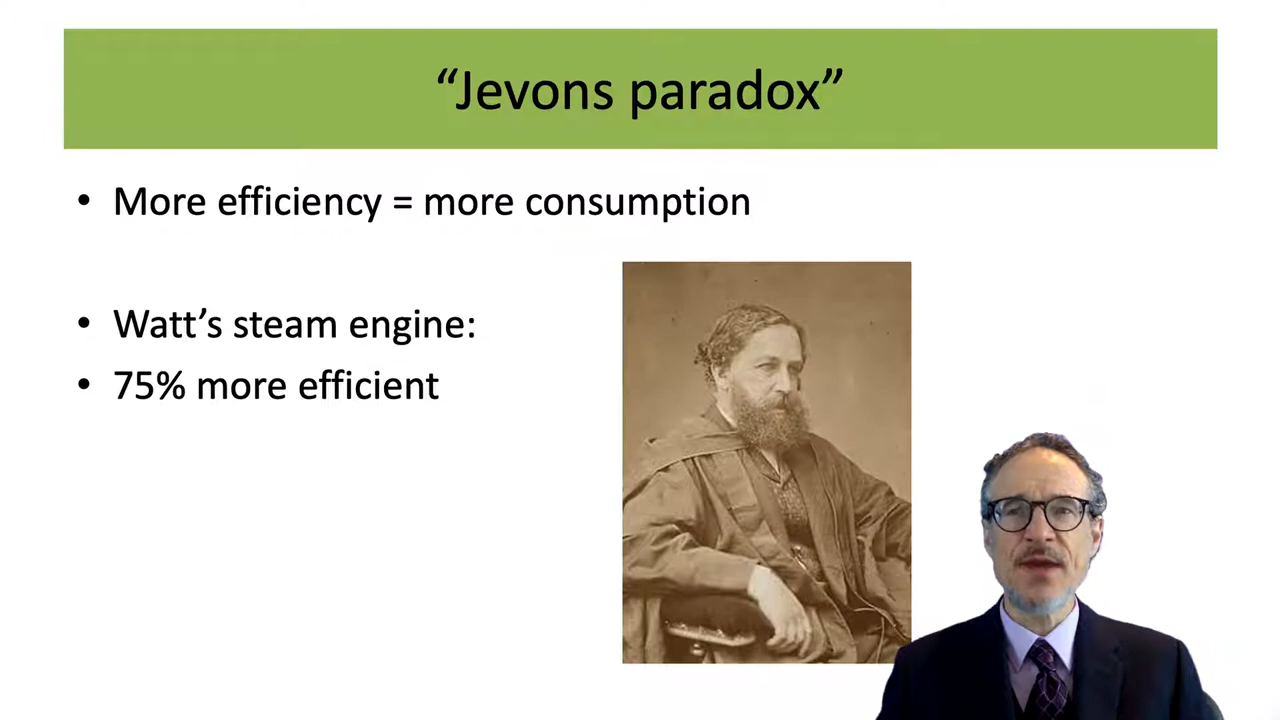 “Jevons paradox”
• More efficiency = more consumption
• Watt’s steam engine:
• 75% more efficient